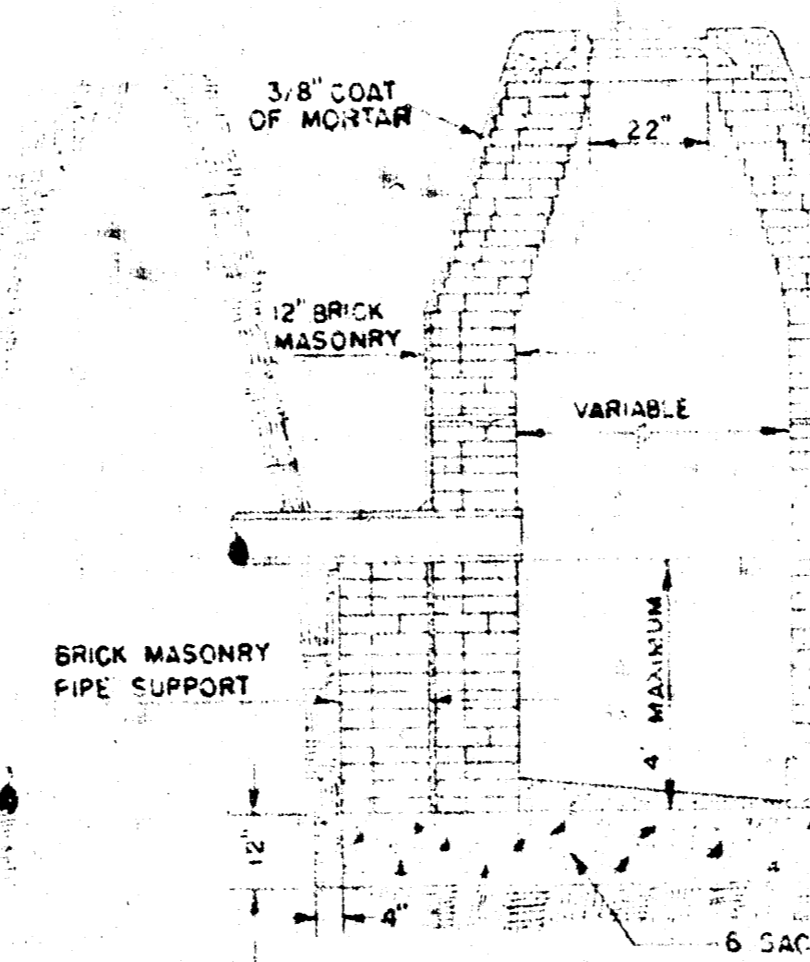 3/8" COAT
OF MORTAR
22"
12" BRICK
MASONRY
VARIABLE
BRICK MASONRY
PIPE SUPPORT
4' MAXIMUM
12"
4"
6 SAC